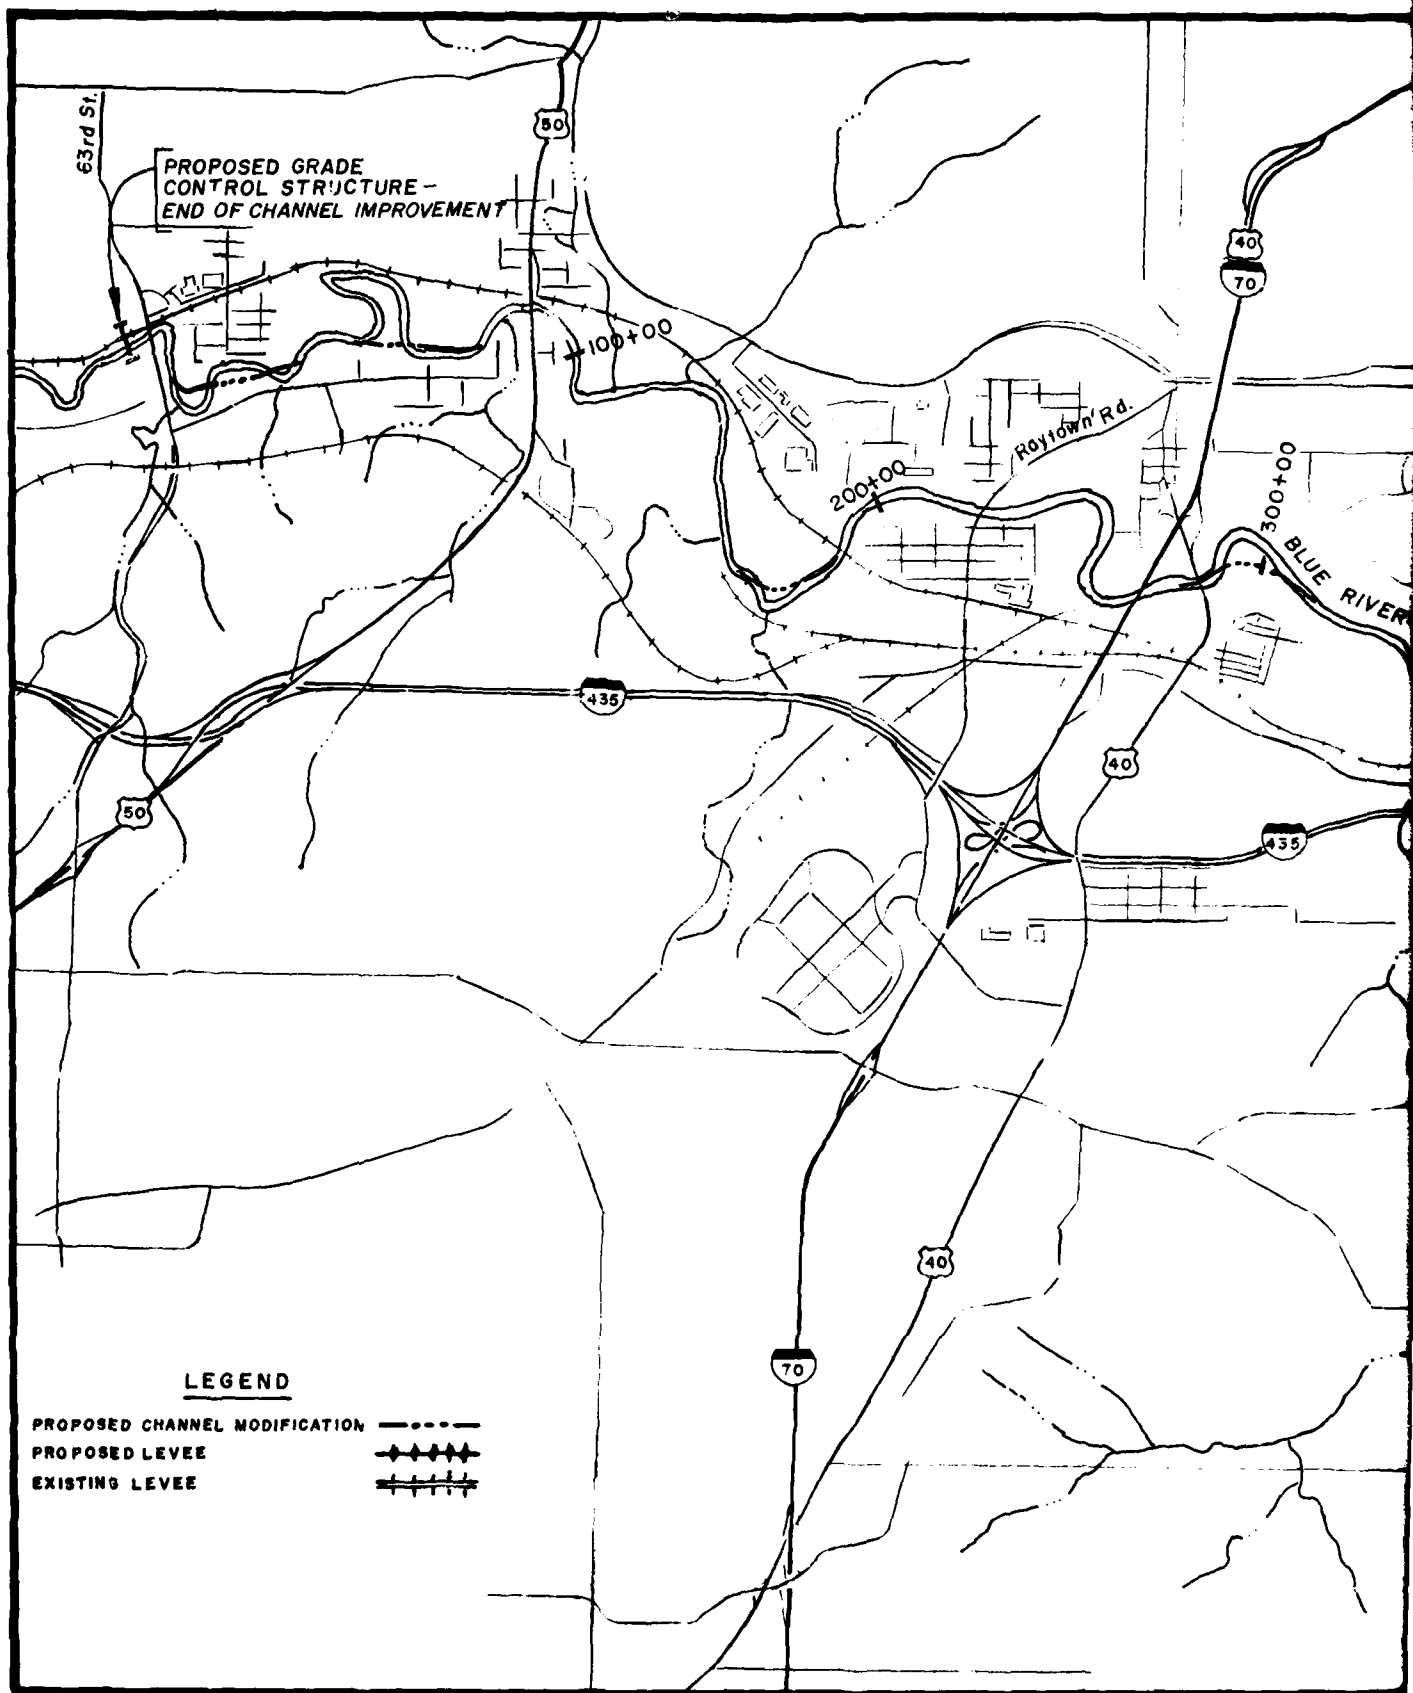 63rd St.
PROPOSED GRADE
CONTROL STRUCTURE –
END OF CHANNEL IMPROVEMENT
50
40
70
100+00
Raytown Rd.
200+00
300+00
BLUE RIVER
435
40
50
435
40
70
LEGEND
PROPOSED CHANNEL MODIFICATION
PROPOSED LEVEE
EXISTING LEVEE